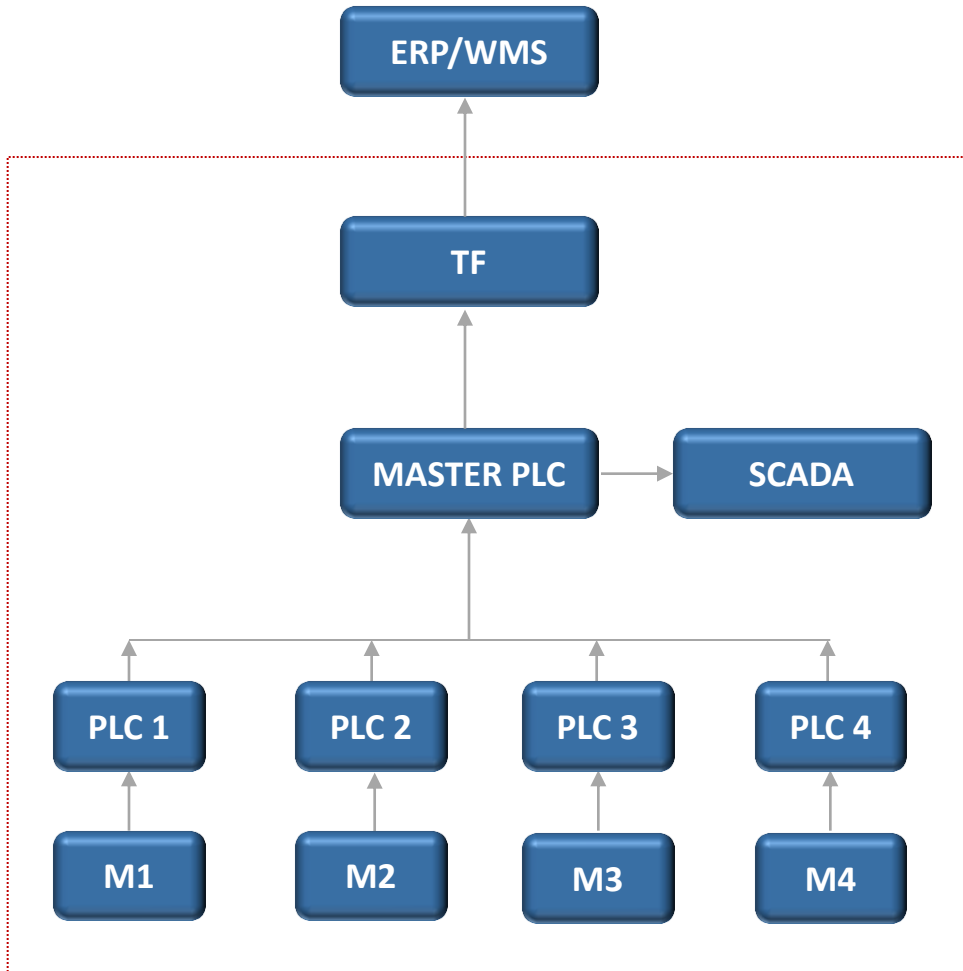 ERP/WMS
TF
MASTER PLC
SCADA
PLC 1
PLC 2
PLC 3
PLC 4
M1
M2
M3
M4